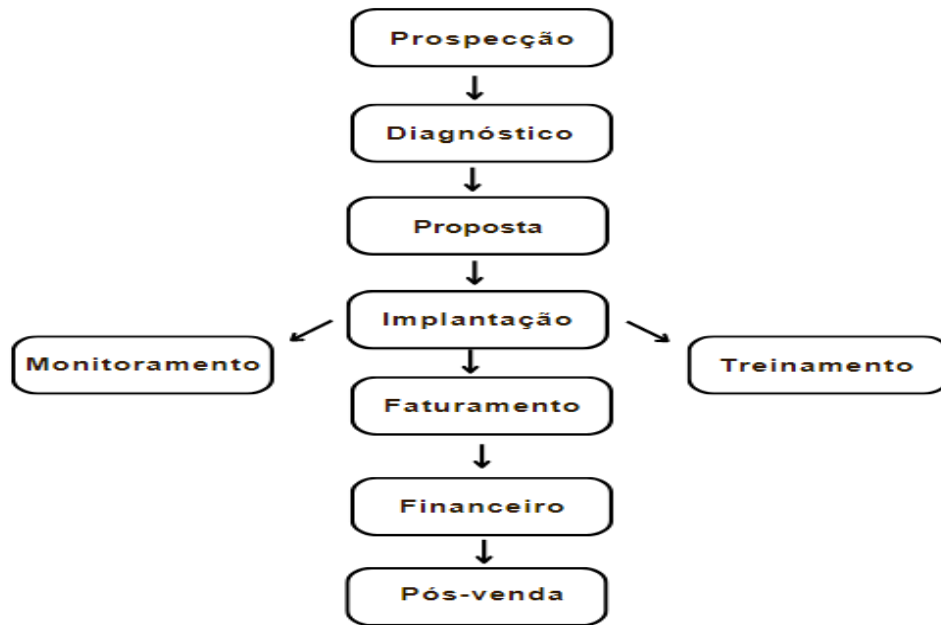 Prospecção
Diagnóstico
Proposta
Implantação
Monitoramento
Treinamento
Faturamento
Financeiro
Pós-venda